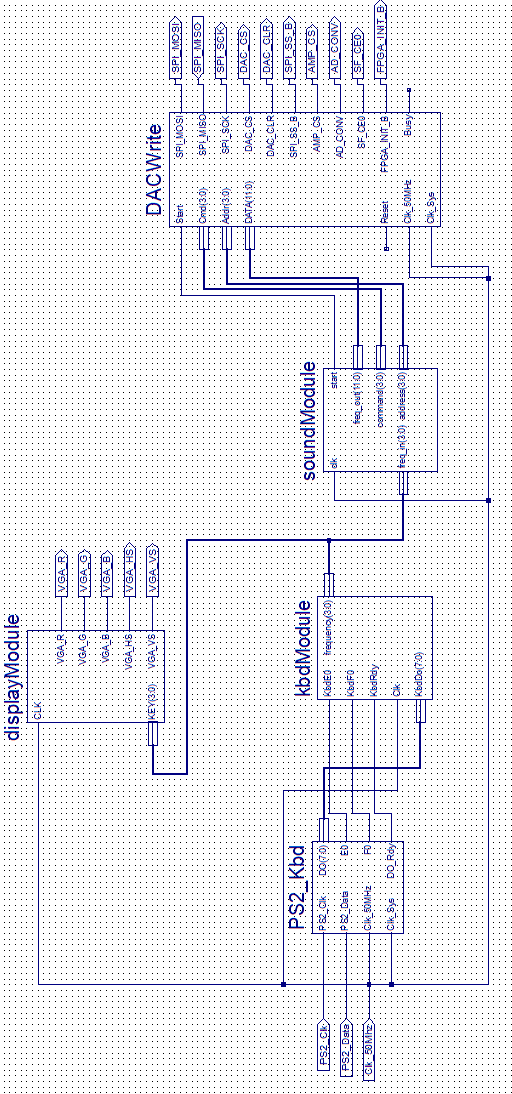 displayModule
CLK
KEY(3:0)
VGA_R
VGA_G
VGA_B
VGA_HS
VGA_VS
VGA_R
VGA_G
VGA_B
VGA_HS
VGA_VS
PS2_Clk
PS2_Data
Clk_50Mhz
PS2_Kbd
PS2_Clk
PS2_Data
Clk_50MHz
Clk_Sys
DO(7:0)
E0
F0
DO_Rdy
kbdModule
KbdE0
KbdF0
KbdRdy
Clk
KbdDo(7:0)
frequency(3:0)
soundModule
clk
freq_in(3:0)
start
freq_out(11:0)
command(3:0)
address(3:0)
DACWrite
Start
Cmd(3:0)
Addr(3:0)
DATA(11:0)
Reset
Clk_50MHz
Clk_Sys
SPI_MOSI
SPI_MISO
SPI_SCK
DAC_CS
DAC_CLR
SPI_SS_B
AMP_CS
AD_CONV
SF_CE0
FPGA_INIT_B
Busy
SPI_MOSI
SPI_MISO
SPI_SCK
DAC_CS
DAC_CLR
SPI_SS_B
AMP_CS
AD_CONV
SF_CE0
FPGA_INIT_B